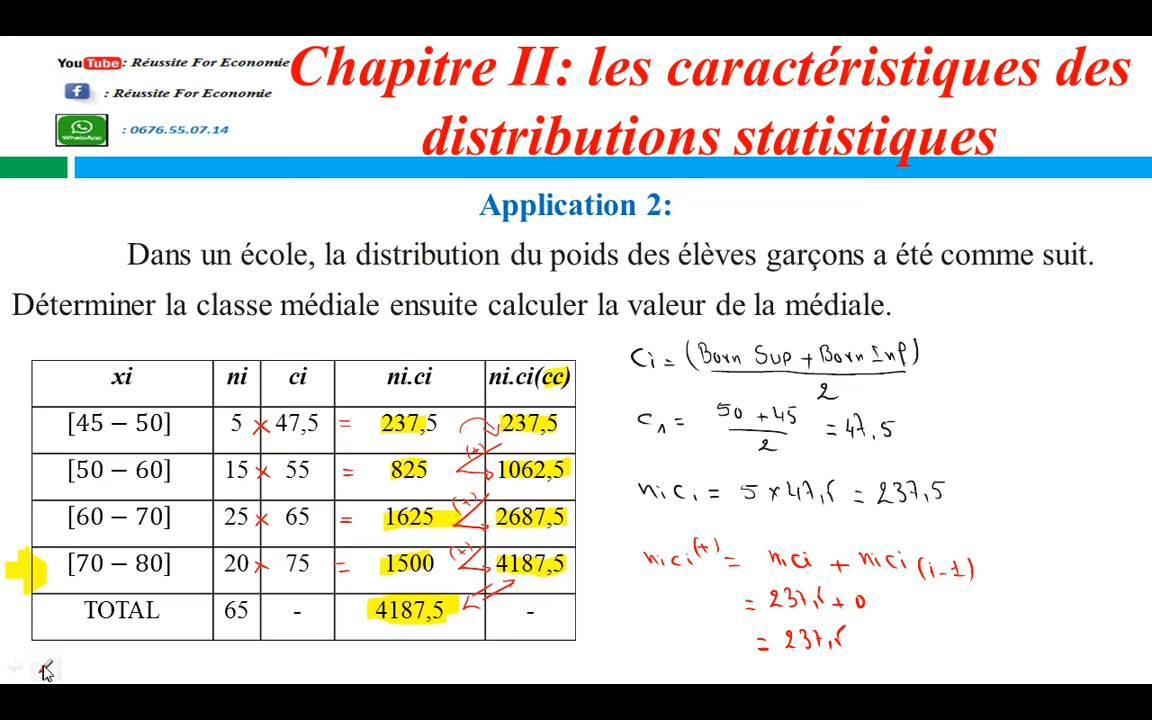 YouTube : Réussite For Economie
f : Réussite For Economie
WhatsApp : 0676.55.07.14
Chapitre II: les caractéristiques des
distributions statistiques
Application 2:
Dans un école, la distribution du poids des élèves garçons a été comme suit.
Déterminer la classe médiale ensuite calculer la valeur de la médiale.
xi ni ci ni.ci ni.ci(cc)
[45 − 50] 5 × 47,5 = 237,5 237,5
(+)
[50 − 60] 15 × 55 = 825 1062,5
(+)
[60 − 70] 25 × 65 = 1625 2687,5
(+)
[70 − 80] 20 × 75 = 1500 4187,5
TOTAL 65 - 4187,5 -
Ci = (Born Sup + Born Inf)
2
C1 = 50 + 45 = 47,5
2
nici = 5 × 47,5 = 237,5
nici(+) = nici + nici(i-1)
= 237,5 + 0
= 237,5